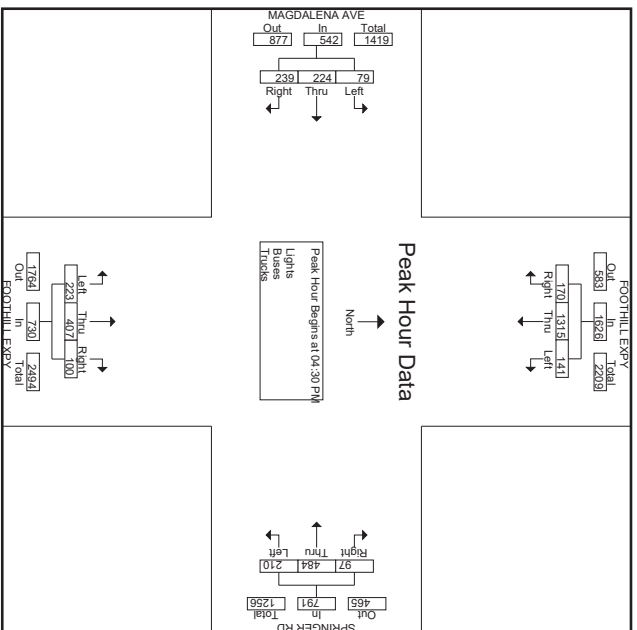 MAGDALENA AVE
Out In Total
877 542 1419
239 224 79
Right Thru Left
Peak Hour Data
North
Peak Hour Begins at 04:30 PM
Lights
Buses
Trucks
FOOTHILL EXPY
Out In Total
583 1626 2209
170 1315 141
Right Thru Left
Left Thru Right
223 407 100
1764 730 2494
Out In Total
FOOTHILL EXPY
Left Thru Right
210 484 97
1256 791 465
Total In Out
SPRINGER RD